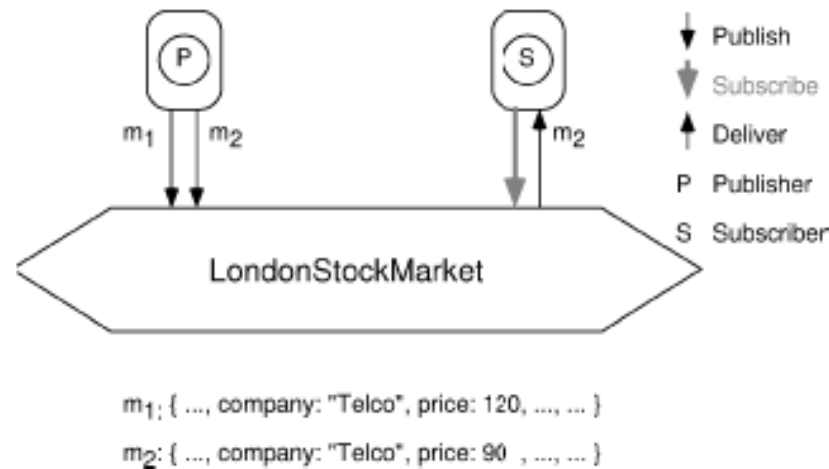 P
S
m1
m2
m2
Publish
Subscribe
Deliver
P Publisher
S Subscriber
LondonStockMarket
m1: { ..., company: "Telco", price: 120, ..., ... }
m2: { ..., company: "Telco", price: 90 , ..., ... }